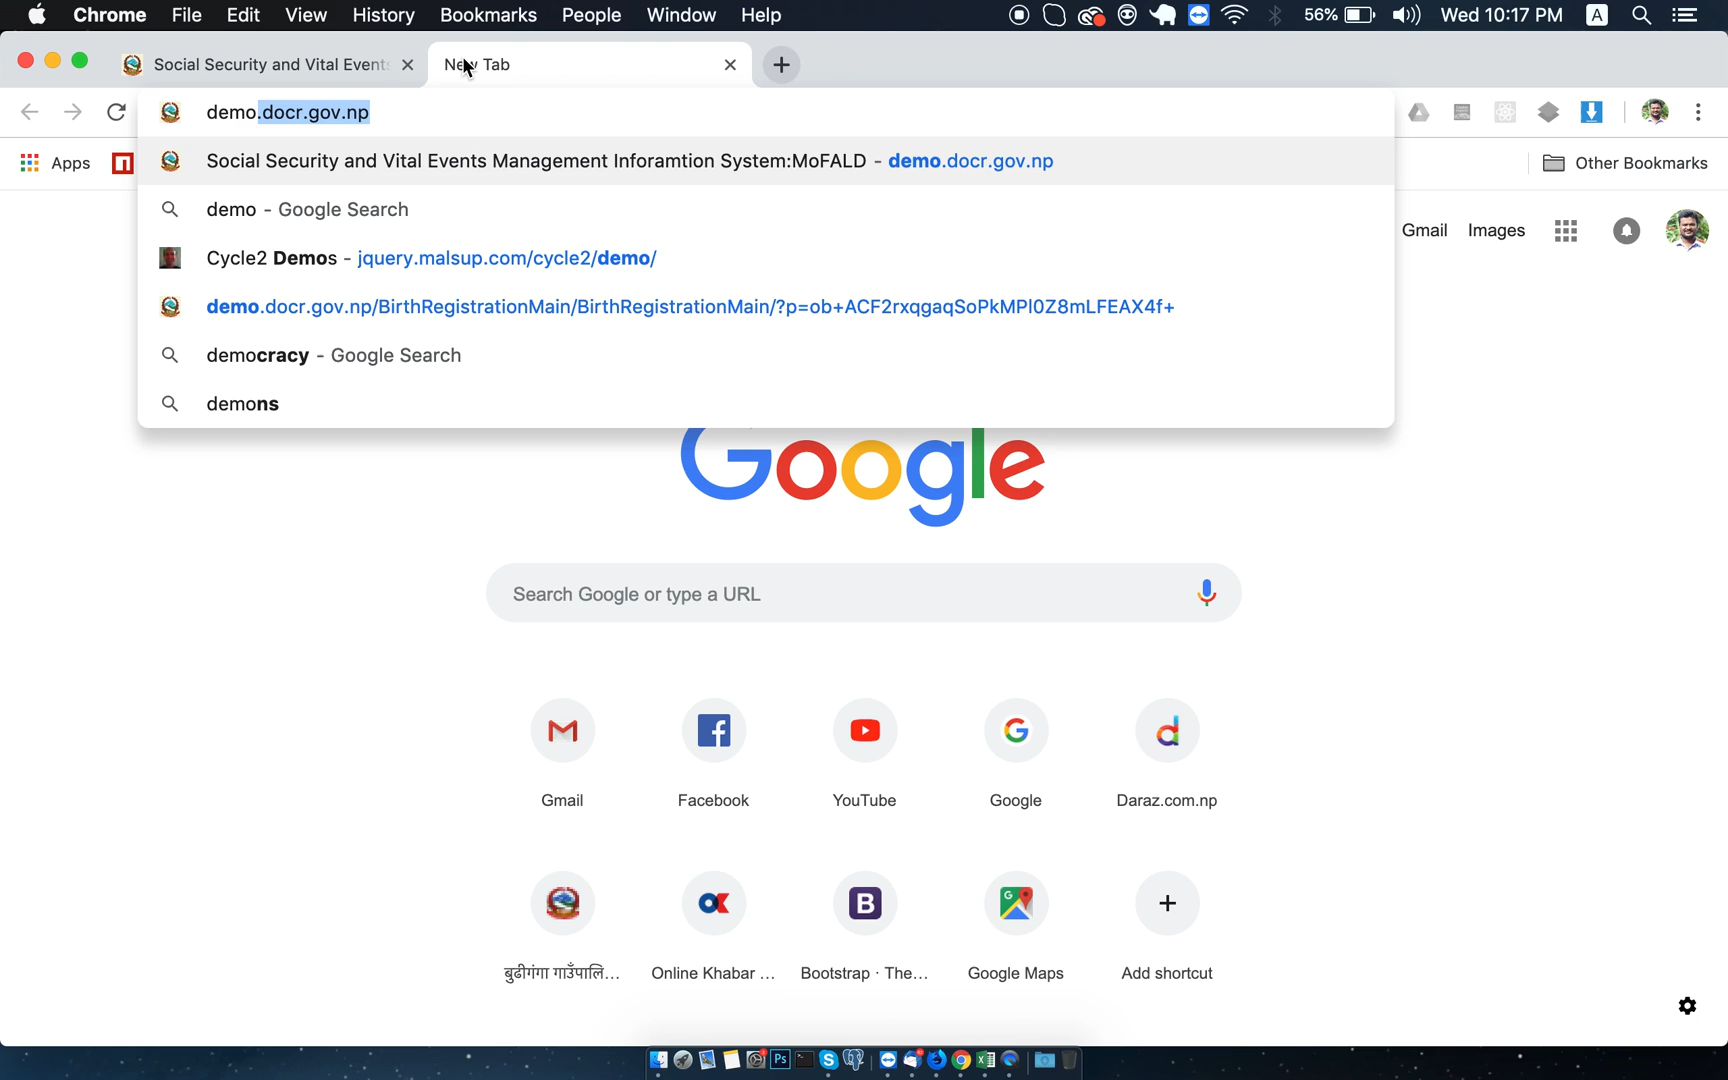 Chrome File Edit View History Bookmarks People Window Help 56% Wed 10:17 PM A
Social Security and Vital Event
New Tab
demo.docr.gov.np
Apps
Social Security and Vital Events Management Inforamtion System:MoFALD - demo.docr.gov.np
Other Bookmarks
demo - Google Search
Gmail Images
Cycle2 Demos - jquery.malsup.com/cycle2/demo/
demo.docr.gov.np/BirthRegistrationMain/BirthRegistrationMain/?p=ob+ACF2rxqgaqSoPkMPl0Z8mLFEAX4f+
democracy - Google Search
demons
Google
Search Google or type a URL
Gmail Facebook YouTube Google Daraz.com.np
B
बुढीगंगा गाउँपालि... Online Khabar ... Bootstrap · The... Google Maps Add shortcut
Ps